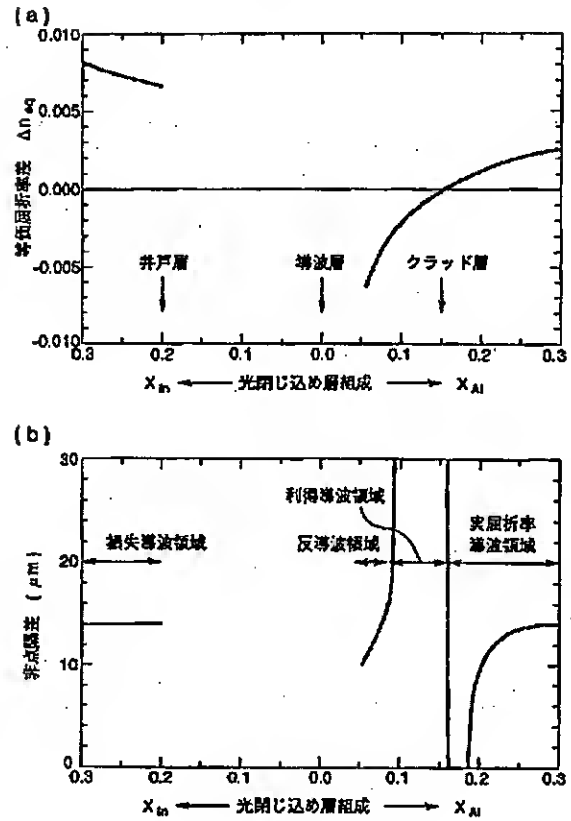 (a)
0.010
0.005
0.000
-0.005
-0.010
等価屈折率差 Δn eq
井戸層
導波層
クラッド層
0.3 0.2 0.1 0.0 0.1 0.2 0.3
X In ← 光閉じ込め層組成 → X Al
(b)
30
20
10
0
非点隔差 (μm)
利得導波領域
損失導波領域
反導波領域
実屈折率
導波領域
0.3 0.2 0.1 0.0 0.1 0.2 0.3
X In ← 光閉じ込め層組成 → X Al